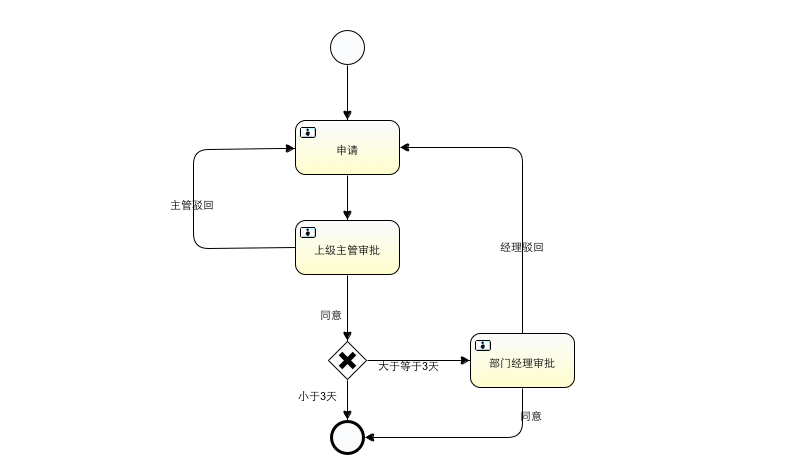 申请
主管驳回
上级主管审批
经理驳回
同意
大于等于3天
部门经理审批
小于3天
同意